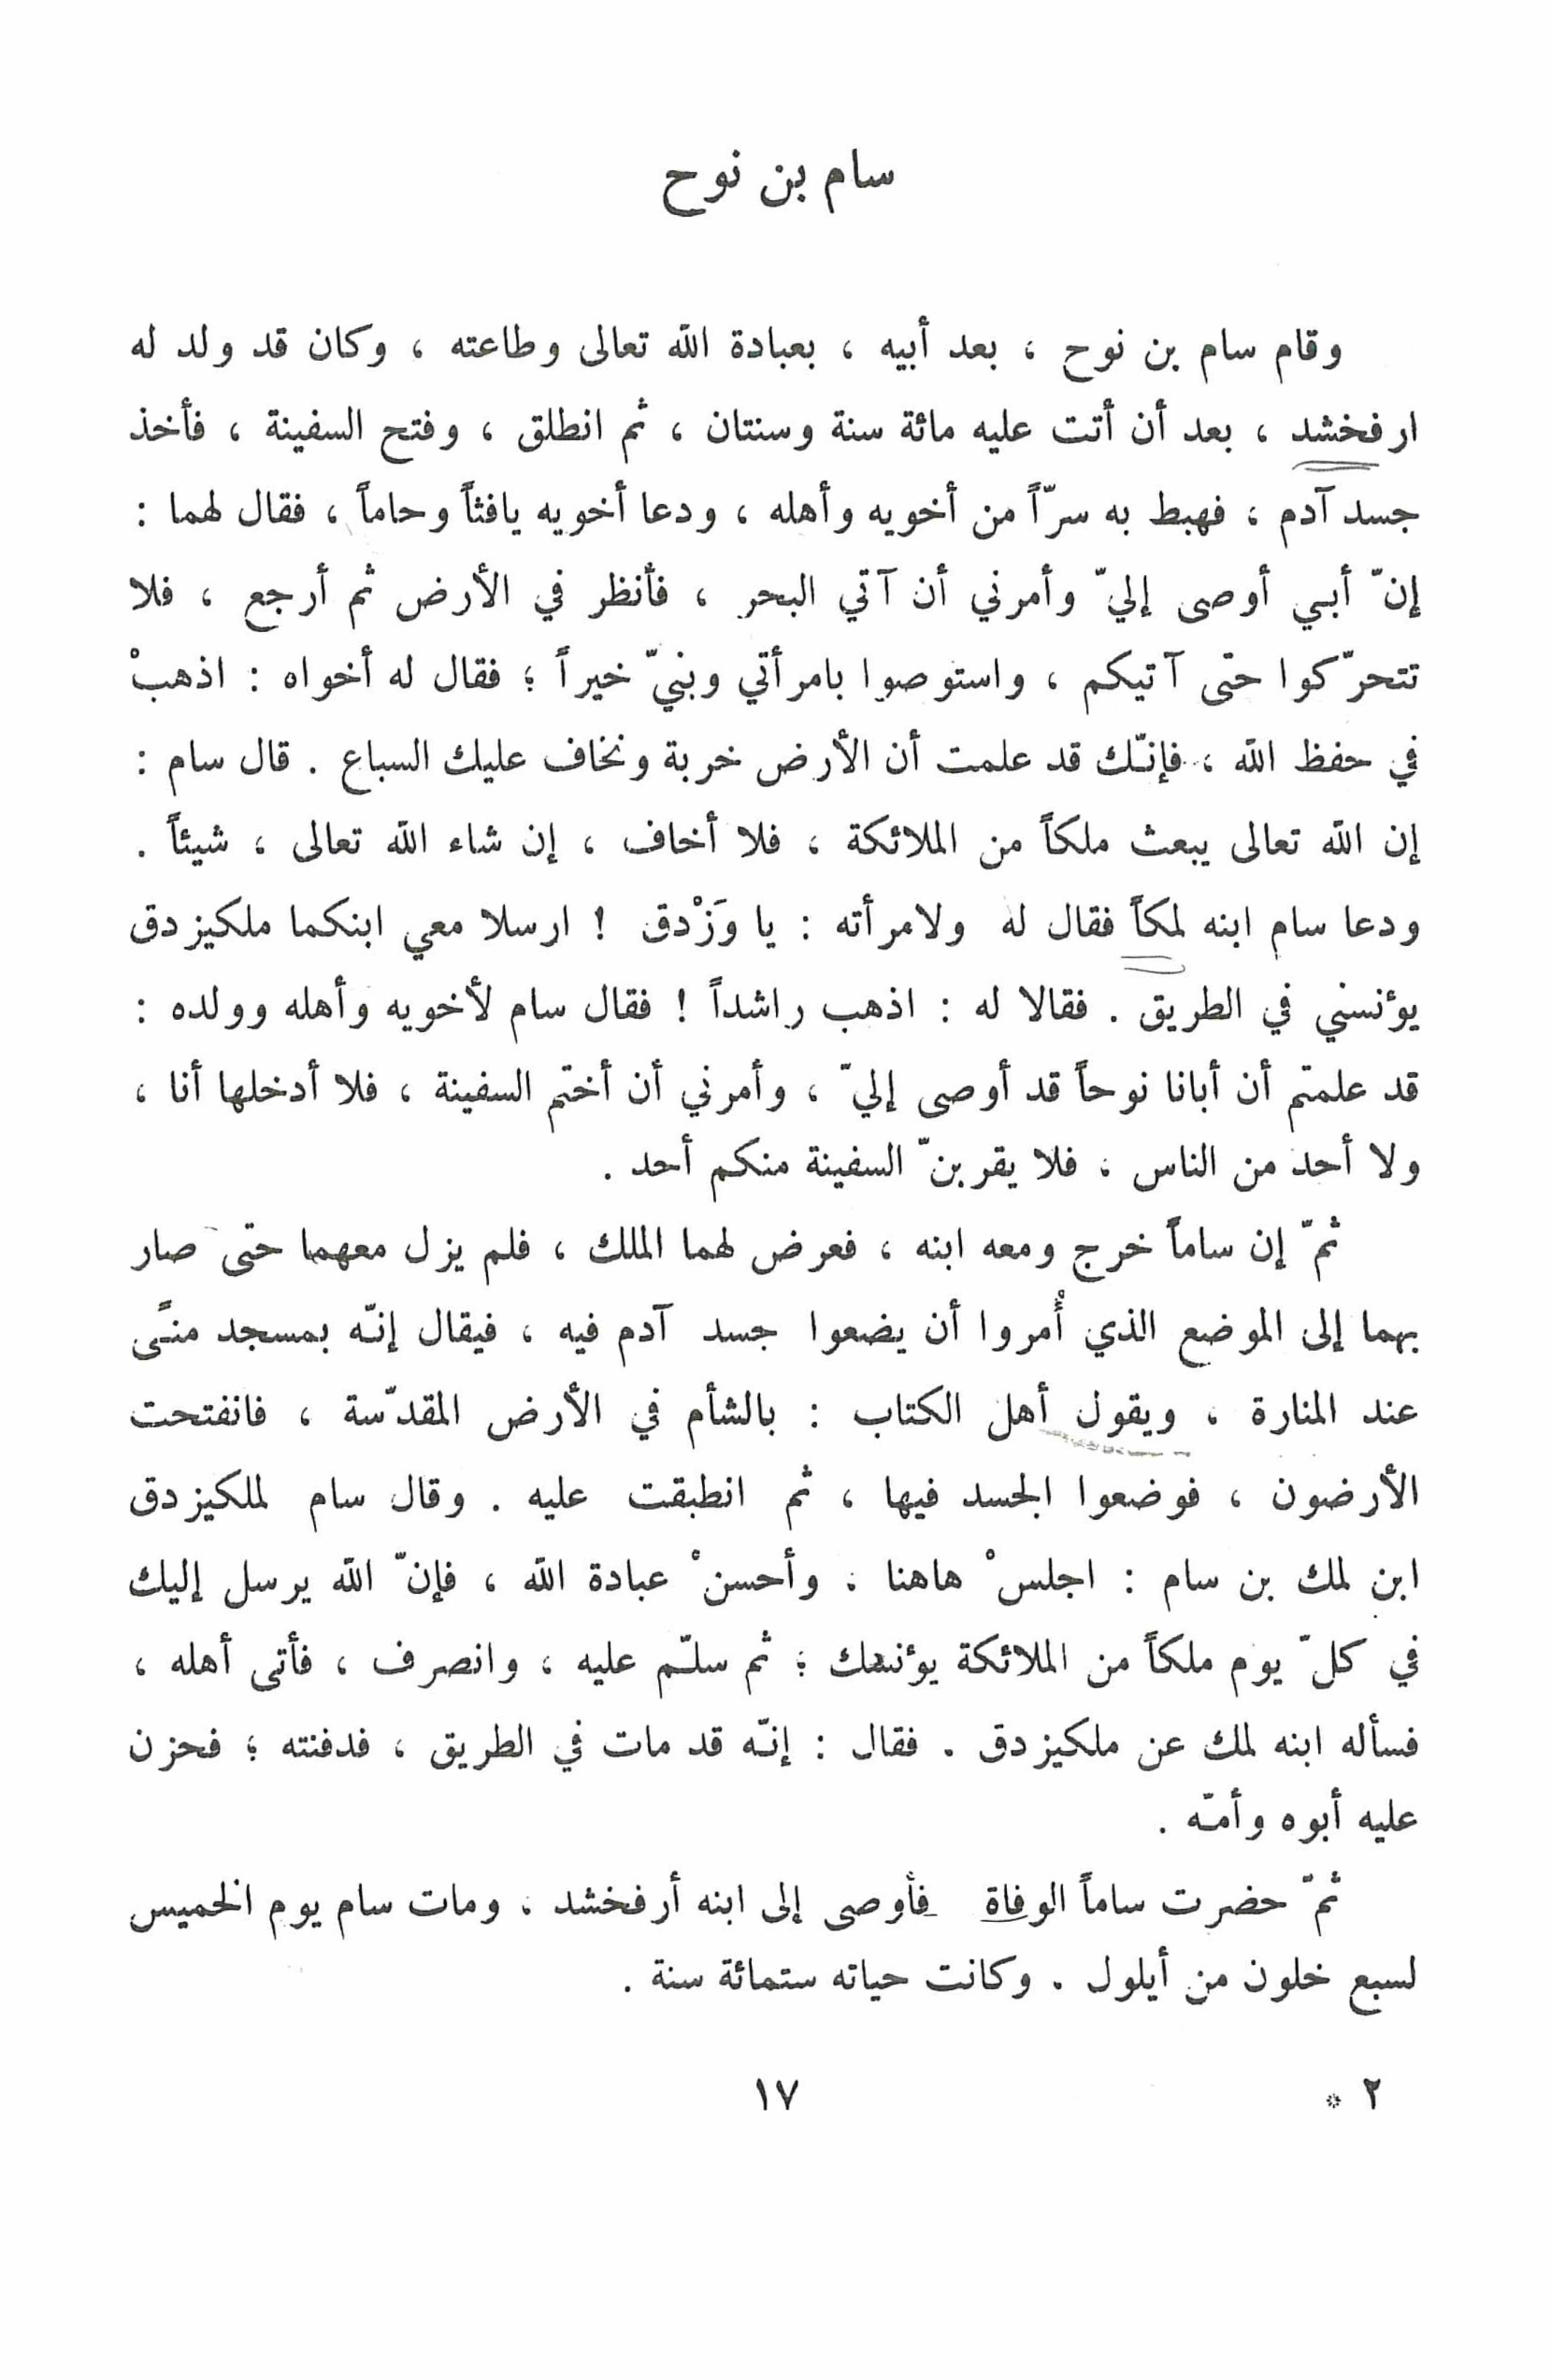 سام بن نوح
وقام سام بن نوح ، بعد أبيه ، بعبادة الله تعالى وطاعته ، وكان قد ولد له
ارفخشد ، بعد أن أتت عليه مائة سنة وسنتان ، ثم انطلق ، وفتح السفينة ، فأخذ
جسد آدم ، فهبط به سرّاً من أخويه وأهله ، ودعا أخويه يافثاً وحاماً ، فقال لهما :
إنّ أبي أوصى إليّ وأمرني أن آتي البحر ، فأنظر في الأرض ثم أرجع ، فلا
تتحرّكوا حتّى آتيكم ، واستوصوا بامرأتي وبنيّ خيراً ؛ فقال له أخواه : اذهبْ
في حفظ الله ، فإنّك قد علمت أن الأرض خربة ونخاف عليك السباع . قال سام :
إن الله تعالى يبعث ملكاً من الملائكة ، فلا أخاف ، إن شاء الله تعالى ، شيئاً .
ودعا سام ابنه لمكاً فقال له ولامرأته : يا وَزْدق ! ارسلا معي ابنكما ملكيزدق
يؤنسني في الطريق . فقالا له : اذهب راشداً ! فقال سام لأخويه وأهله وولده :
قد علمتم أن أبانا نوحاً قد أوصى إليّ ، وأمرني أن أختم السفينة ، فلا أدخلها أنا ،
ولا أحد من الناس ، فلا يقربنّ السفينة منكم أحد .
ثمّ إن ساماً خرج ومعه ابنه ، فعرض لهما الملك ، فلم يزل معهما حتى صار
بهما إلى الموضع الذي أُمروا أن يضعوا جسد آدم فيه ، فيقال إنّه بمسجد منًى
عند المنارة ، ويقول أهل الكتاب : بالشأم في الأرض المقدّسة ، فانفتحت
الأرضون ، فوضعوا الجسد فيها ، ثم انطبقت عليه . وقال سام لملكيزدق
ابن لمك بن سام : اجلسْ هاهنا ، وأحسنْ عبادة الله ، فإنّ الله يرسل إليك
في كلّ يوم ملكاً من الملائكة يؤنسك ؛ ثم سلّم عليه ، وانصرف ، فأتى أهله ،
فسأله ابنه لمك عن ملكيزدق . فقال : إنّه قد مات في الطريق ، فدفنته ؛ فحزن
عليه أبوه وأمّه .
ثمّ حضرت ساماً الوفاة فأوصى إلى ابنه أرفخشد ، ومات سام يوم الخميس
لسبع خلون من أيلول . وكانت حياته ستمائة سنة .
٢ * ١٧